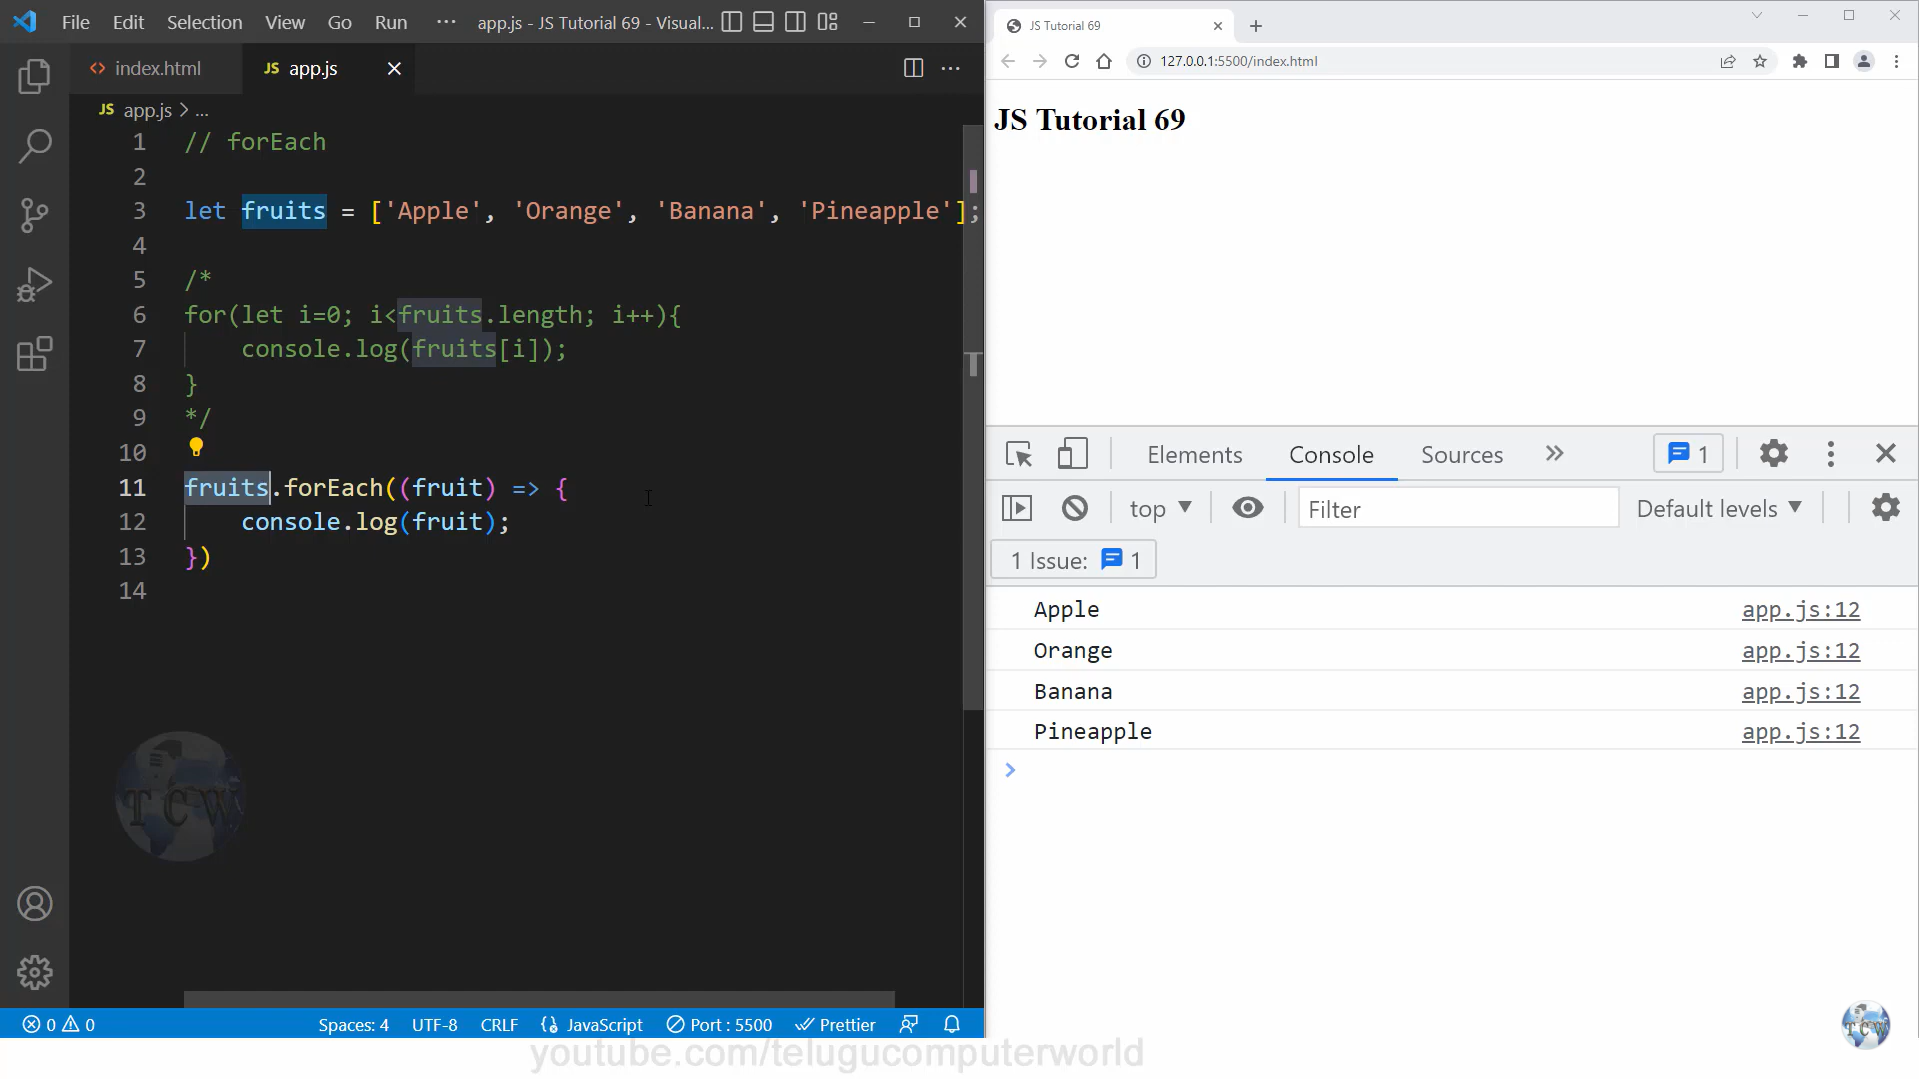 File Edit Selection View Go Run ··· app.js - JS Tutorial 69 - Visual...
index.html JS app.js
JS app.js > ...
1 // forEach
2
3 let fruits = ['Apple', 'Orange', 'Banana', 'Pineapple'];
4
5 /*
6 for(let i=0; i<fruits.length; i++){
7 console.log(fruits[i]);
8 }
9 */
10
11 fruits.forEach((fruit) => {
12 console.log(fruit);
13 })
14
TCW
0 0 Spaces: 4 UTF-8 CRLF JavaScript Port : 5500 Prettier
JS Tutorial 69
127.0.0.1:5500/index.html
JS Tutorial 69
Elements Console Sources 1
top Filter Default levels
1 Issue: 1
Apple app.js:12
Orange app.js:12
Banana app.js:12
Pineapple app.js:12
TCW
youtube.com/telugucomputerworld